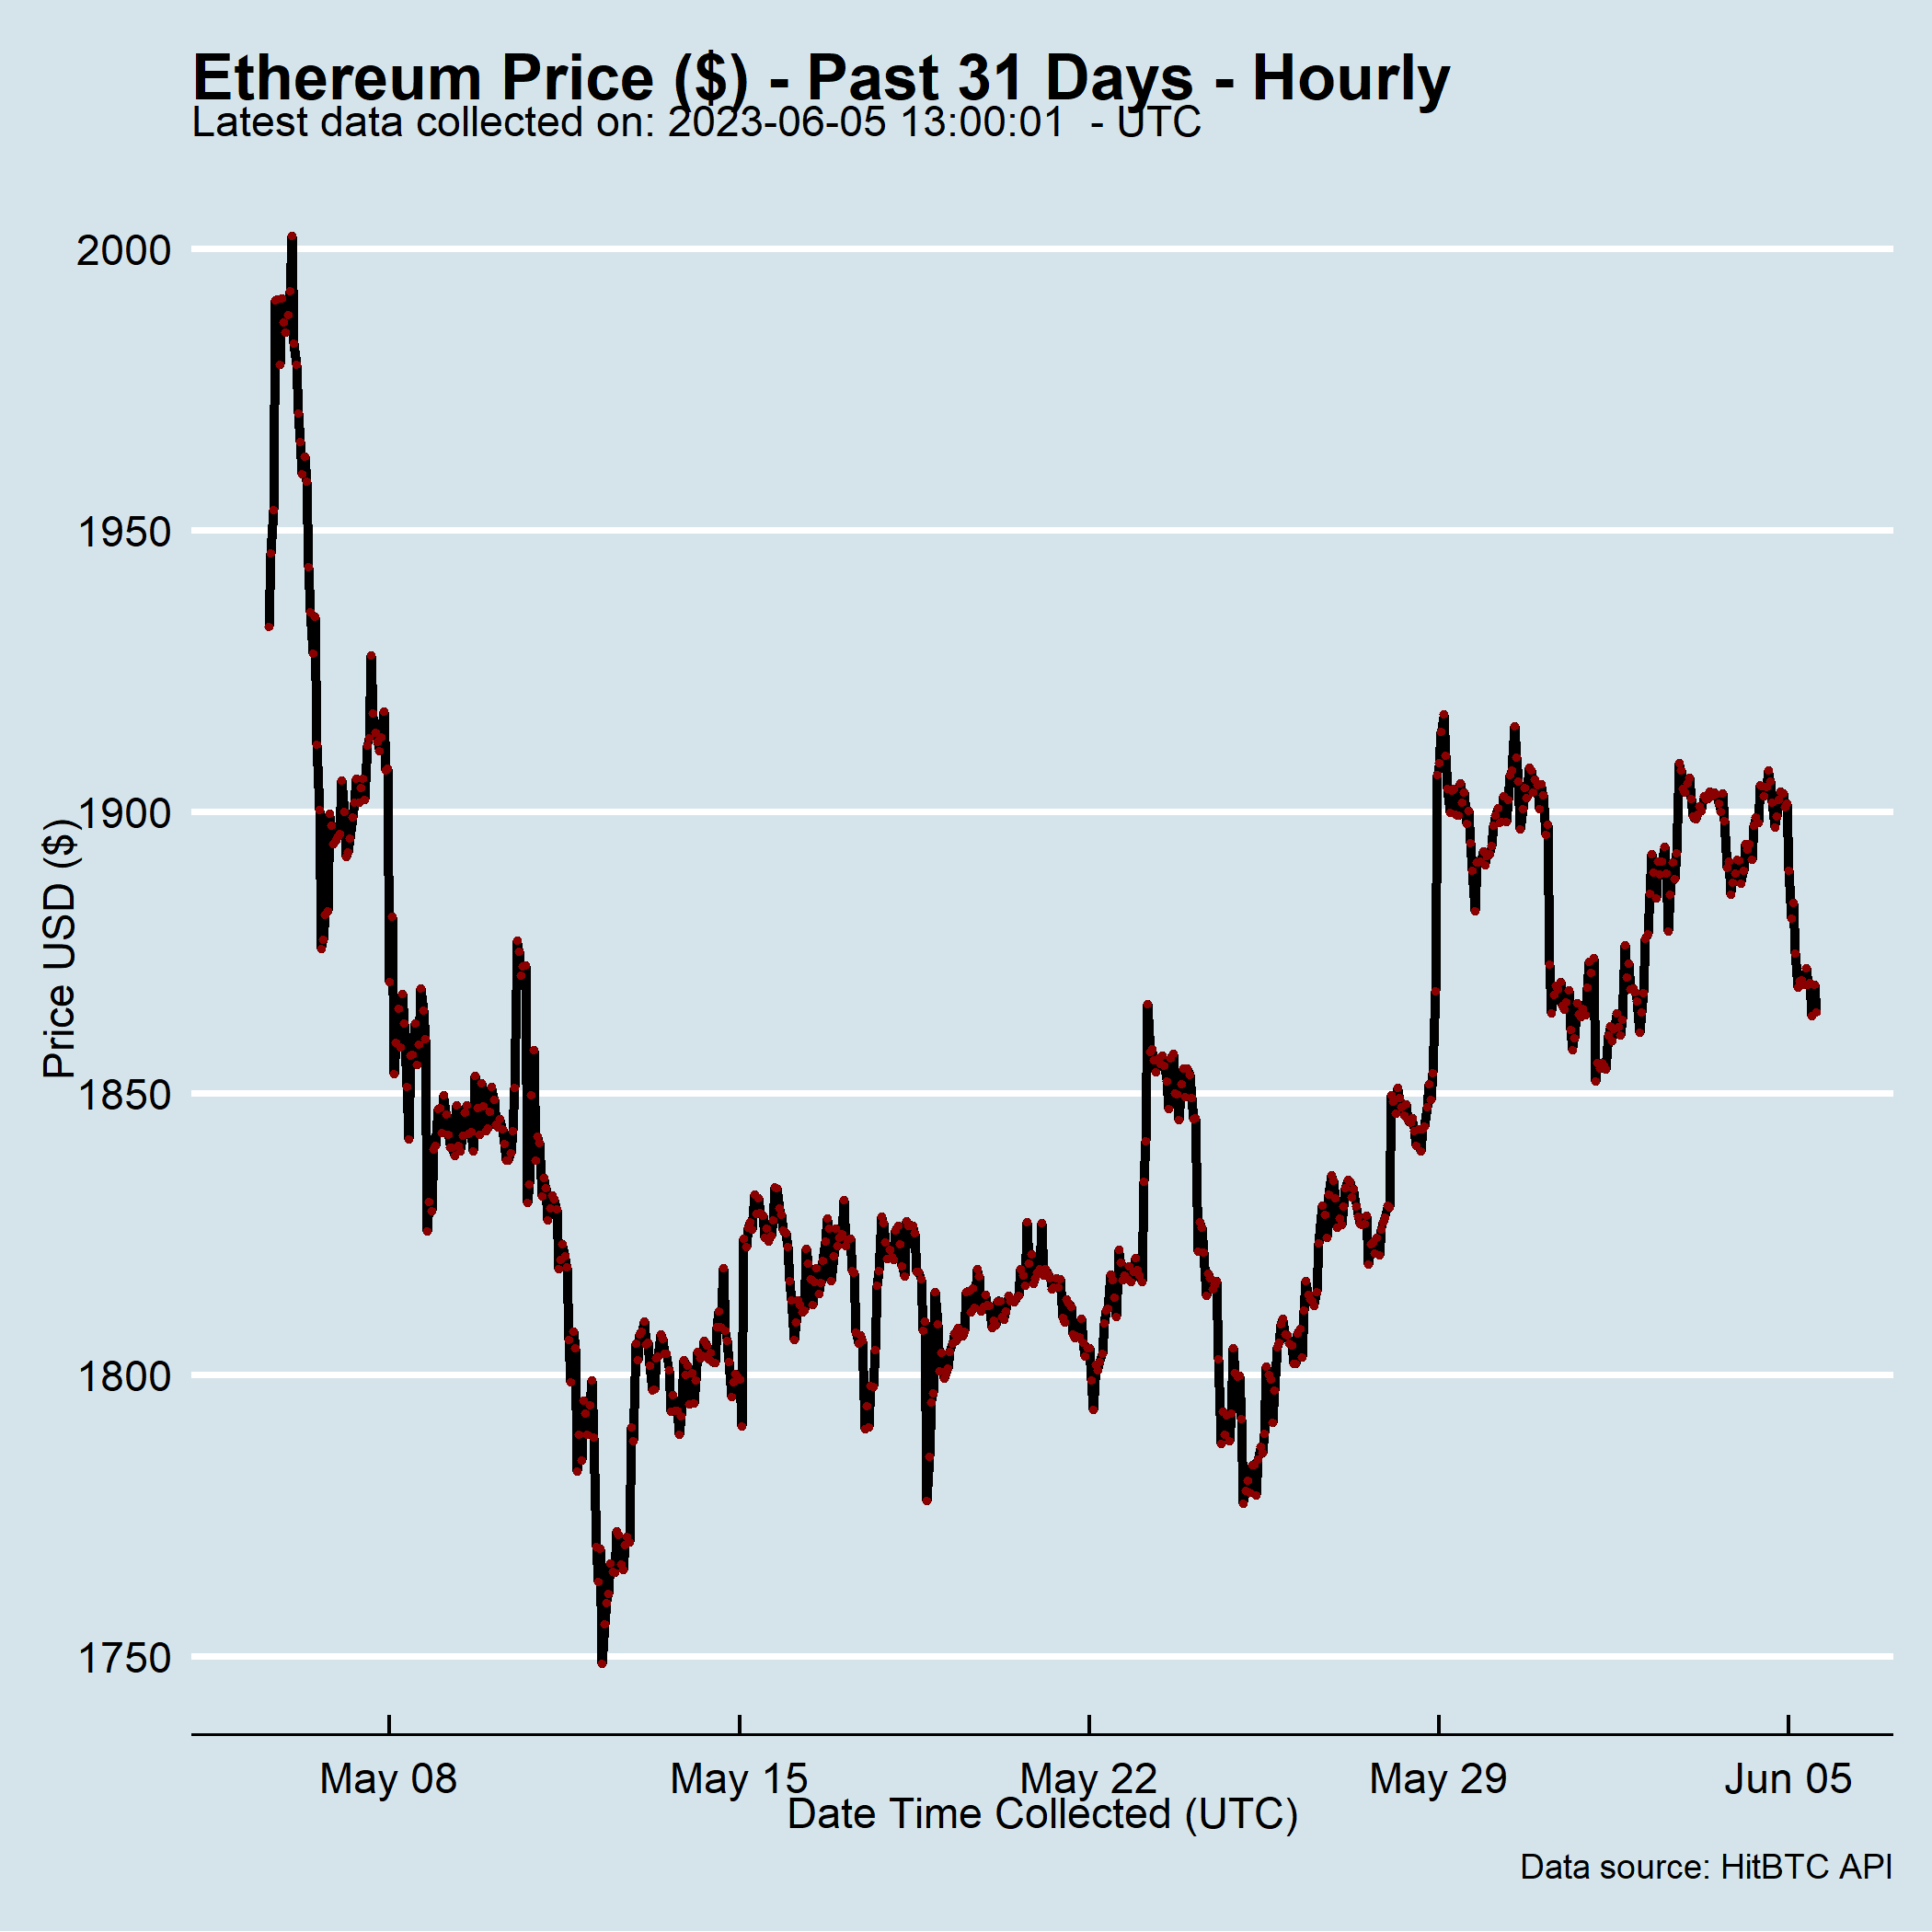 Ethereum Price ($) - Past 31 Days - Hourly
Latest data collected on: 2023-06-05 13:00:01  - UTC
2000
1950
1900
1850
1800
1750
Price USD ($)
May 08
May 15
May 22
May 29
Jun 05
Date Time Collected (UTC)
Data source: HitBTC API